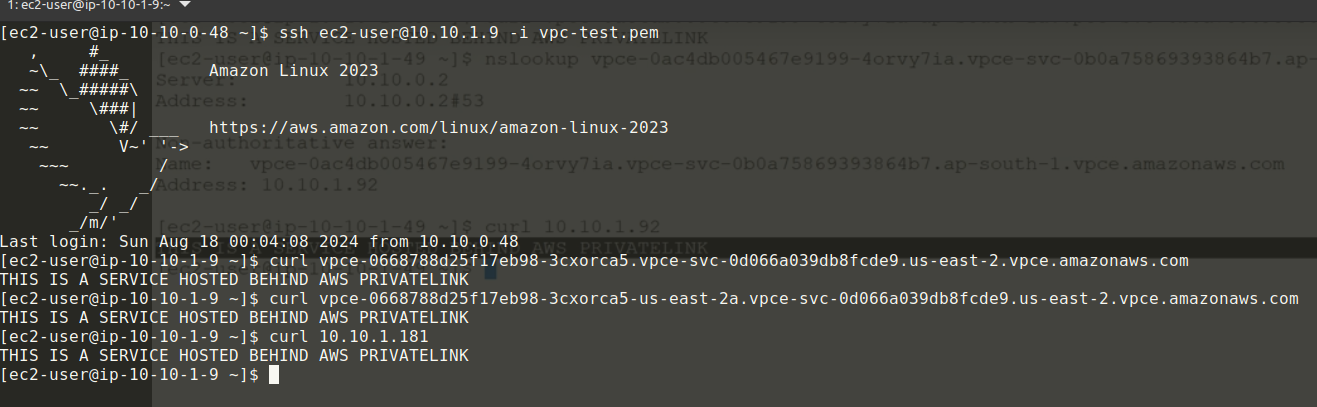 1: ec2-user@ip-10-10-1-9:~
[ec2-user@ip-10-10-0-48 ~]$ ssh ec2-user@10.10.1.9 -i vpc-test.pem
THIS IS A SERVICE HOSTED BEHIND AWS PRIVATELINK
   ,     #_
[ec2-user@ip-10-10-1-49 ~]$ nslookup vpce-0ac4db005467e9199-4orvy7ia.vpce-svc-0b0a75869393864b7.ap-
   ~\_  ####_        Amazon Linux 2023
Server:         10.10.0.2
  ~~  \_#####\
Address:        10.10.0.2#53
  ~~     \###|
  ~~       \#/ ___   https://aws.amazon.com/linux/amazon-linux-2023
Non-authoritative answer:
   ~~       V~' '->
Name:   vpce-0ac4db005467e9199-4orvy7ia.vpce-svc-0b0a75869393864b7.ap-south-1.vpce.amazonaws.com
    ~~~         /
Address: 10.10.1.92
      ~~._.   _/
         _/ _/
[ec2-user@ip-10-10-1-49 ~]$ curl 10.10.1.92
       _/m/'
Last login: Sun Aug 18 00:04:08 2024 from 10.10.0.48
THIS IS A SERVICE HOSTED BEHIND AWS PRIVATELINK
[ec2-user@ip-10-10-1-9 ~]$ curl vpce-0668788d25f17eb98-3cxorca5.vpce-svc-0d066a039db8fcde9.us-east-2.vpce.amazonaws.com
THIS IS A SERVICE HOSTED BEHIND AWS PRIVATELINK
[ec2-user@ip-10-10-1-9 ~]$ curl vpce-0668788d25f17eb98-3cxorca5-us-east-2a.vpce-svc-0d066a039db8fcde9.us-east-2.vpce.amazonaws.com
THIS IS A SERVICE HOSTED BEHIND AWS PRIVATELINK
[ec2-user@ip-10-10-1-9 ~]$ curl 10.10.1.181
THIS IS A SERVICE HOSTED BEHIND AWS PRIVATELINK
[ec2-user@ip-10-10-1-9 ~]$